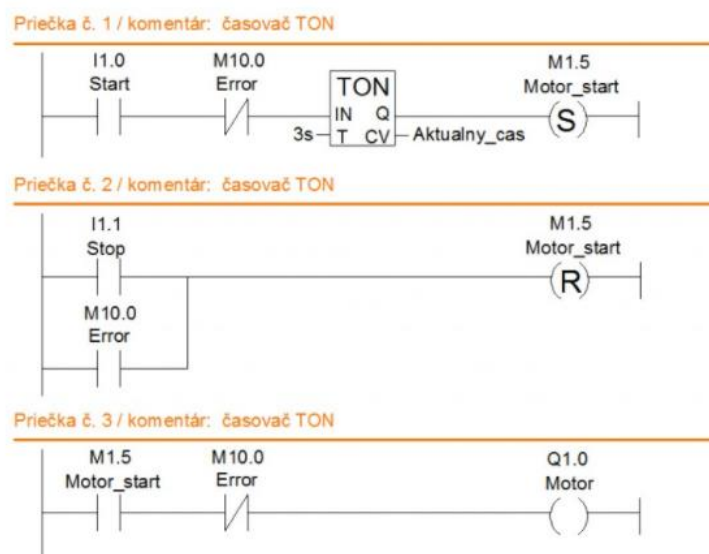 Priečka č. 1 / komentár: časovač TON
I1.0 M10.0 M1.5
Start Error TON Motor_start
IN Q (S)
3s T CV Aktualny_cas
Priečka č. 2 / komentár: časovač TON
I1.1 M1.5
Stop Motor_start
(R)
M10.0
Error
Priečka č. 3 / komentár: časovač TON
M1.5 M10.0 Q1.0
Motor_start Error Motor
( )